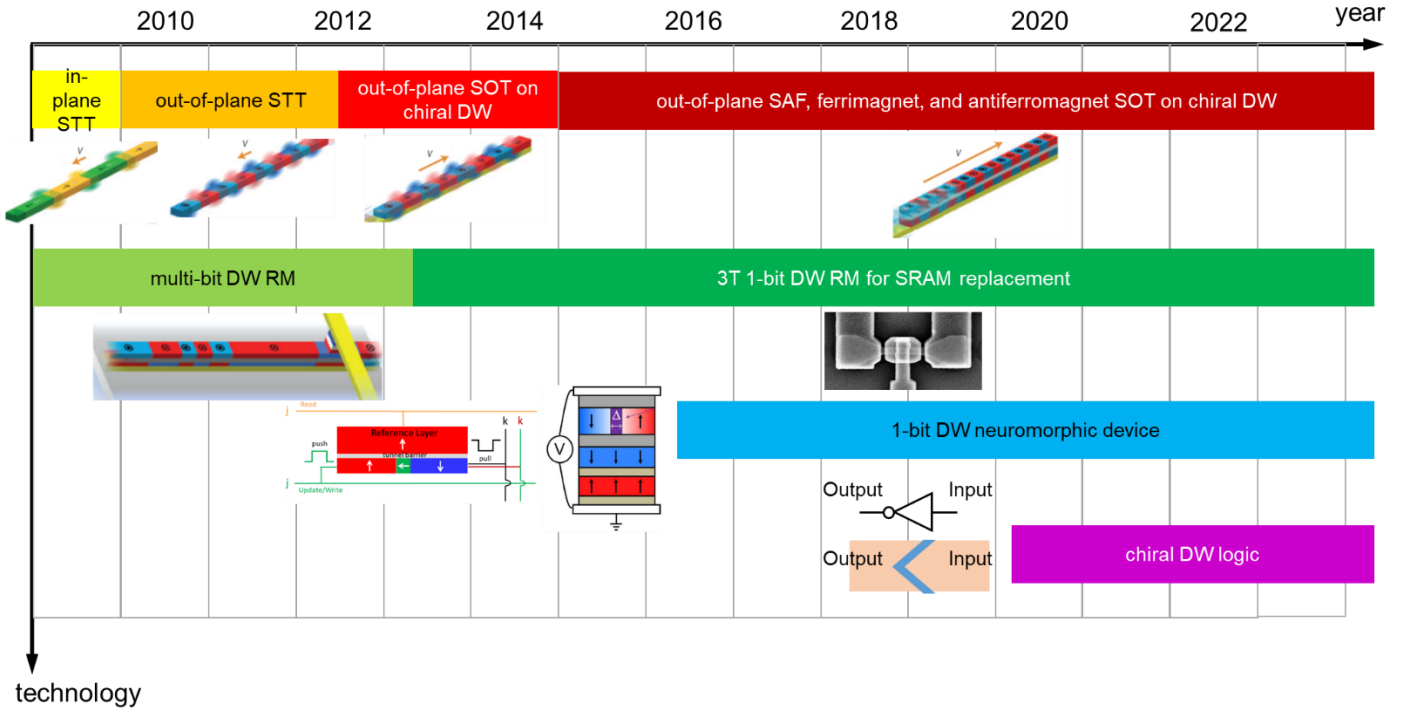 year
2010
2012
2014
2016
2018
2020
2022
in-
plane
STT
out-of-plane STT
out-of-plane SOT on
chiral DW
out-of-plane SAF, ferrimagnet, and antiferromagnet SOT on chiral DW
v
v
v
v
multi-bit DW RM
3T 1-bit DW RM for SRAM replacement
j
Read
k
k
Reference Layer
push
tunnel barrier
pull
j
Update/Write
Δ
V
1-bit DW neuromorphic device
Output
Input
Output
Input
chiral DW logic
technology